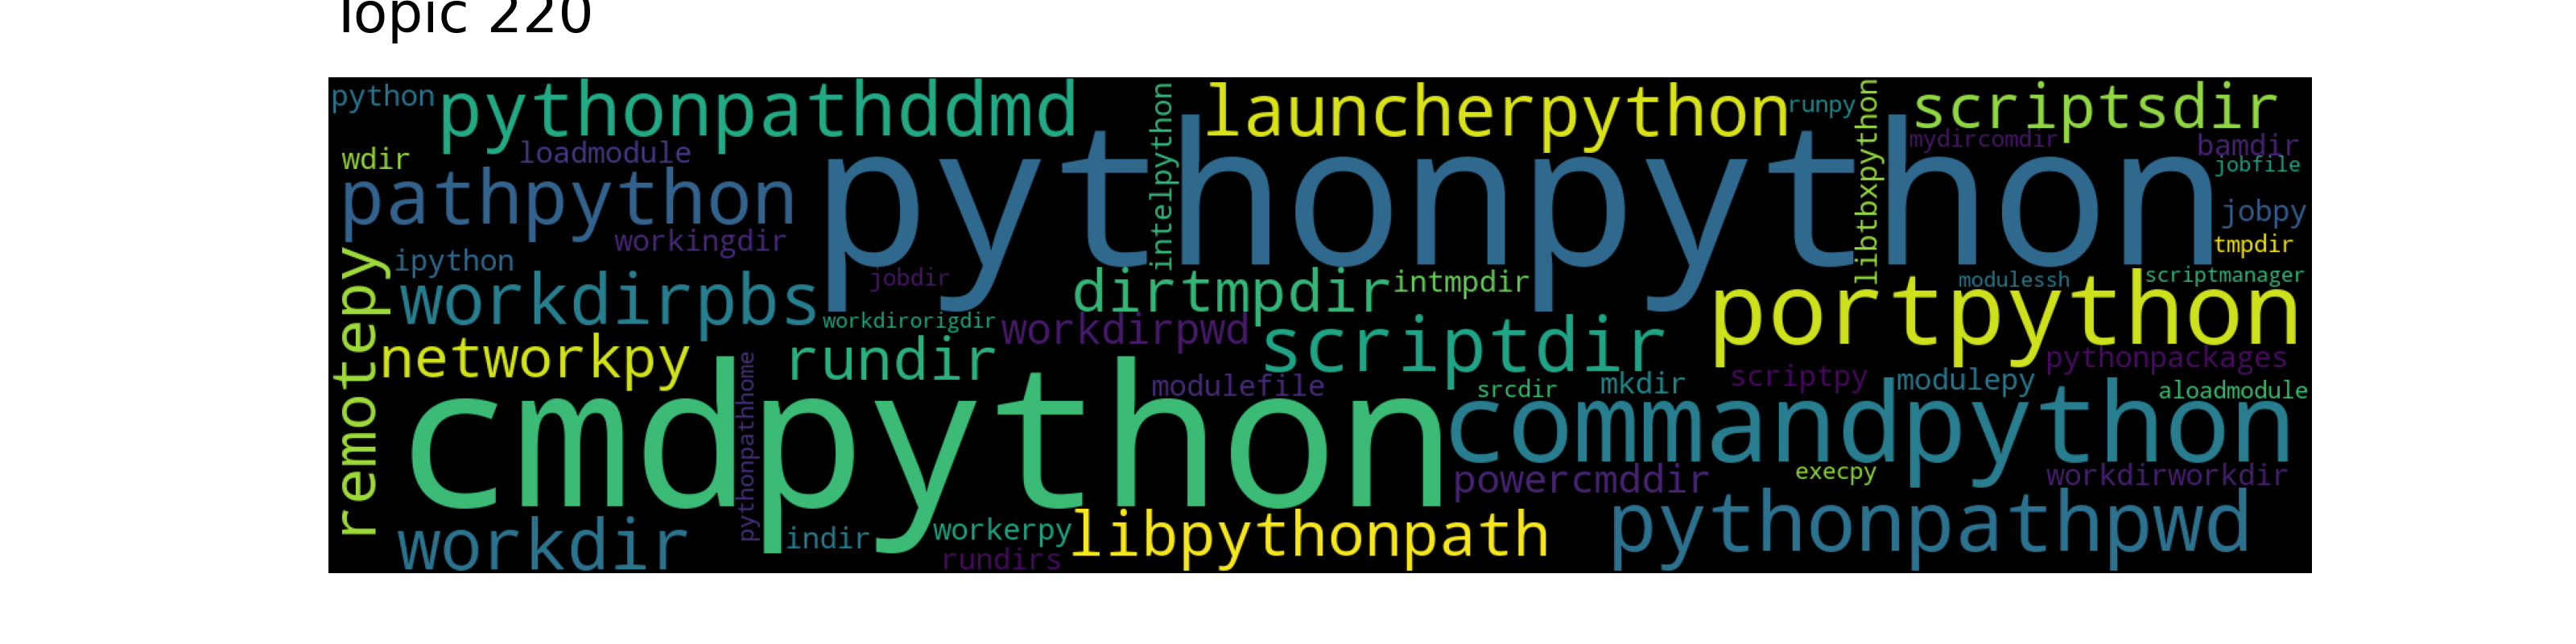 Topic 220
python
pythonpathddmd
intelpython
launcherpython
runpy
libtbxpython
scriptsdir
wdir
loadmodule
mydircomdir
bamdir
jobfile
pathpython
pythonpython
jobpy
workingdir
tmpdir
ipython
jobdir
dirtmpdir
intmpdir
modulessh
scriptmanager
remotepy
workdirpbs
workdirorigdir
workdirpwd
scriptdir
portpython
networkpy
rundir
pythonpackages
pythonpathhome
modulefile
srcdir
mkdir
scriptpy
modulepy
aloadmodule
cmdpython
commandpython
powercmddir
execpy
workdirworkdir
workdir
indir
workerpy
libpythonpath
pythonpathpwd
rundirs